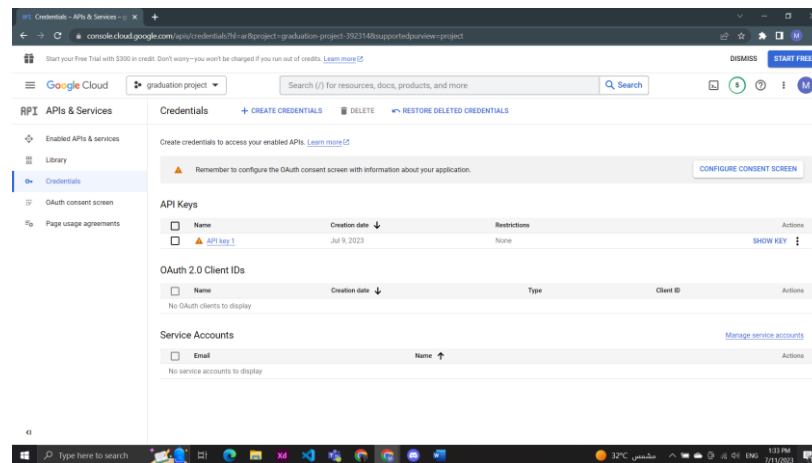 API Credentials – APIs & Services – g
console.cloud.google.com/apis/credentials?hl=ar&project=graduation-project-392314&supportedpurview=project
Start your Free Trial with $300 in credit. Don't worry—you won't be charged if you run out of credits. Learn more
DISMISS
START FREE
Google Cloud
graduation project
Search (/) for resources, docs, products, and more
Search
5
M
API APIs & Services
Credentials
+ CREATE CREDENTIALS
DELETE
RESTORE DELETED CREDENTIALS
Enabled APIs & services
Library
Credentials
OAuth consent screen
Page usage agreements
Create credentials to access your enabled APIs. Learn more
Remember to configure the OAuth consent screen with information about your application.
CONFIGURE CONSENT SCREEN
API Keys
Name Creation date Restrictions Actions
API key 1 Jul 9, 2023 None SHOW KEY
OAuth 2.0 Client IDs
Name Creation date Type Client ID Actions
No OAuth clients to display
Service Accounts
Manage service accounts
Email Name Actions
No service accounts to display
Type here to search
32°C مشمس
ENG
1:33 PM
7/11/2023